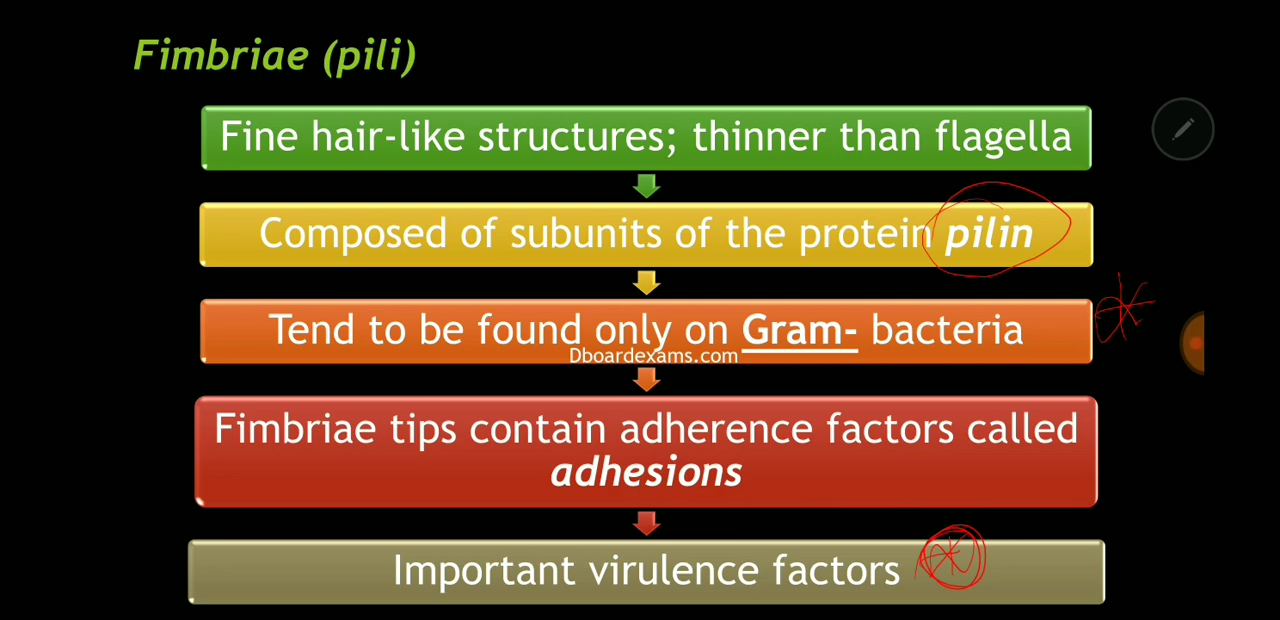 Fimbriae (pili)
Fine hair-like structures; thinner than flagella
Composed of subunits of the protein pilin
Tend to be found only on Gram- bacteria
Dboardexams.com
Fimbriae tips contain adherence factors called
adhesions
Important virulence factors